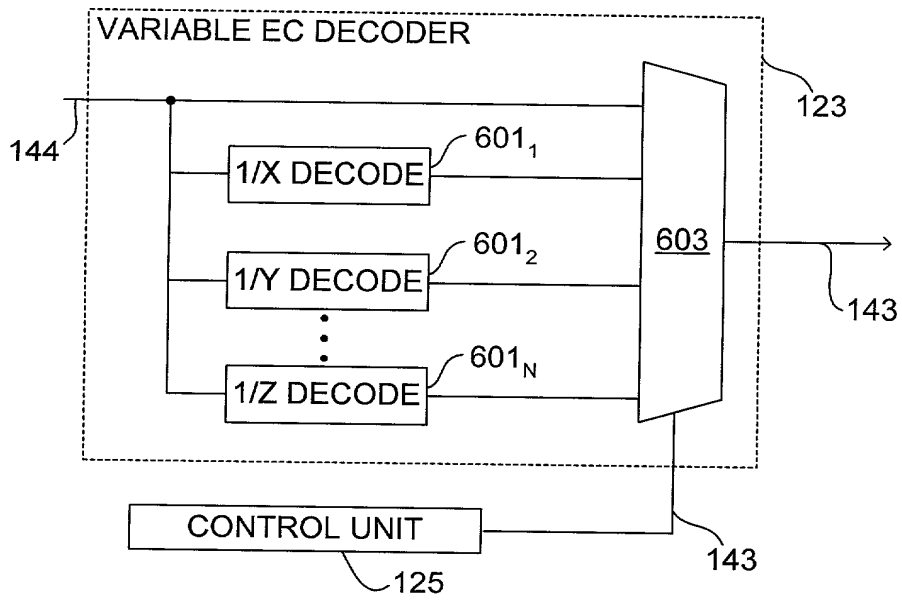 VARIABLE EC DECODER
123
144
601₁
1/X DECODE
603
601₂
1/Y DECODE
143
601_N
1/Z DECODE
CONTROL UNIT
143
125